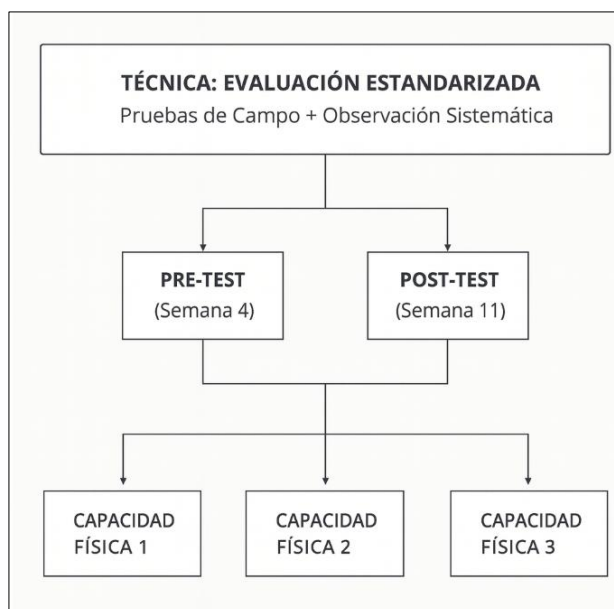 TÉCNICA: EVALUACIÓN ESTANDARIZADA
Pruebas de Campo + Observación Sistemática
PRE-TEST
(Semana 4)
POST-TEST
(Semana 11)
CAPACIDAD
FÍSICA 1
CAPACIDAD
FÍSICA 2
CAPACIDAD
FÍSICA 3